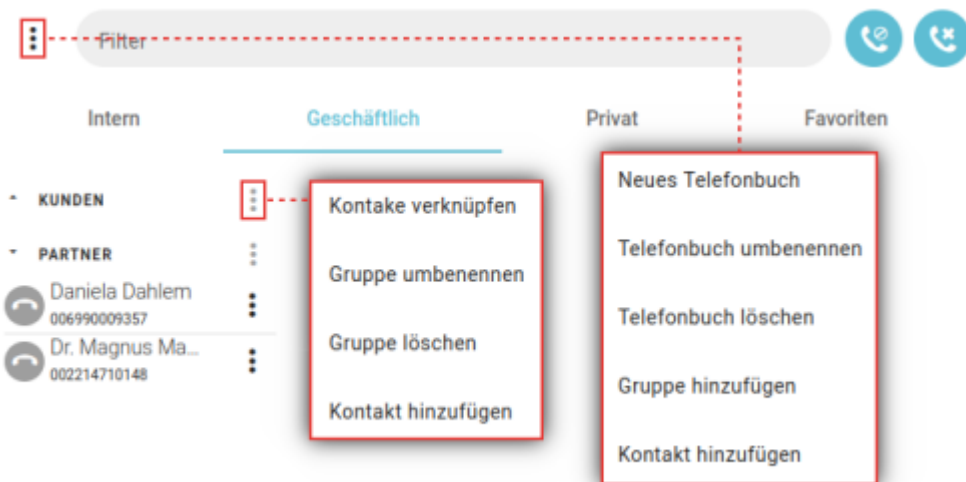 Filter
Intern Geschäftlich Privat Favoriten
KUNDEN
PARTNER
Daniela Dahlem
006990009357
Dr. Magnus Ma...
002214710148
Kontake verknüpfen
Gruppe umbenennen
Gruppe löschen
Kontakt hinzufügen
Neues Telefonbuch
Telefonbuch umbenennen
Telefonbuch löschen
Gruppe hinzufügen
Kontakt hinzufügen